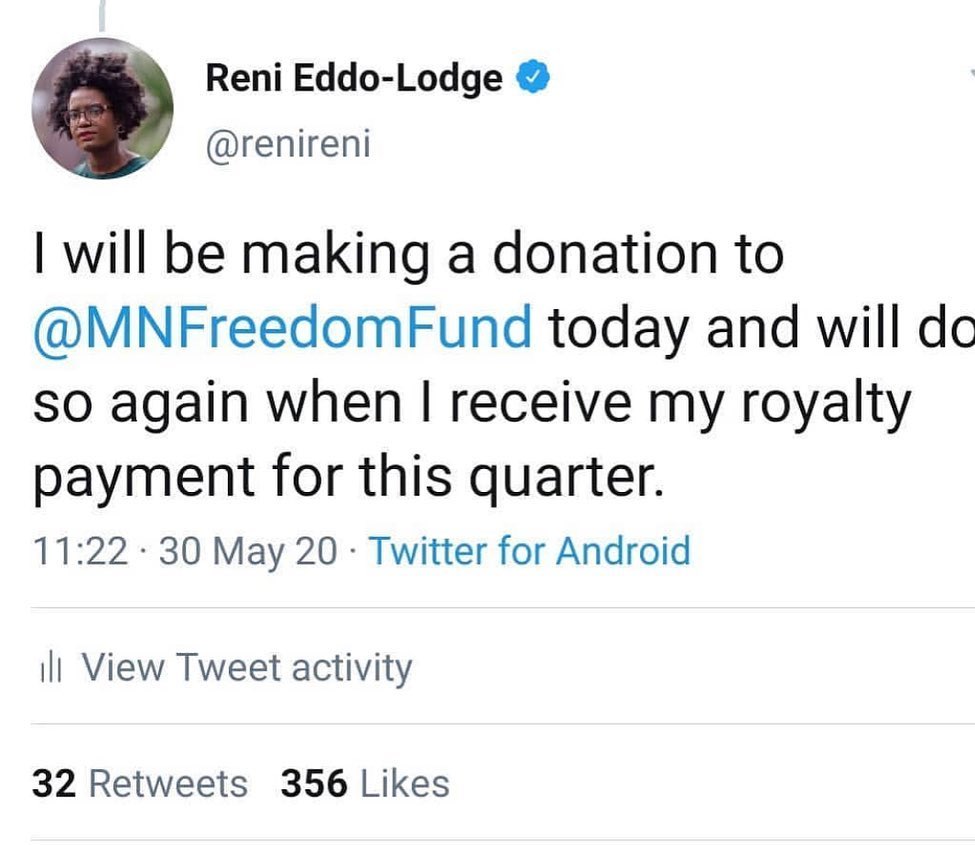 Reni Eddo-Lodge
@renireni
I will be making a donation to
@MNFreedomFund today and will do
so again when I receive my royalty
payment for this quarter.
11:22 · 30 May 20 · Twitter for Android
View Tweet activity
32 Retweets 356 Likes